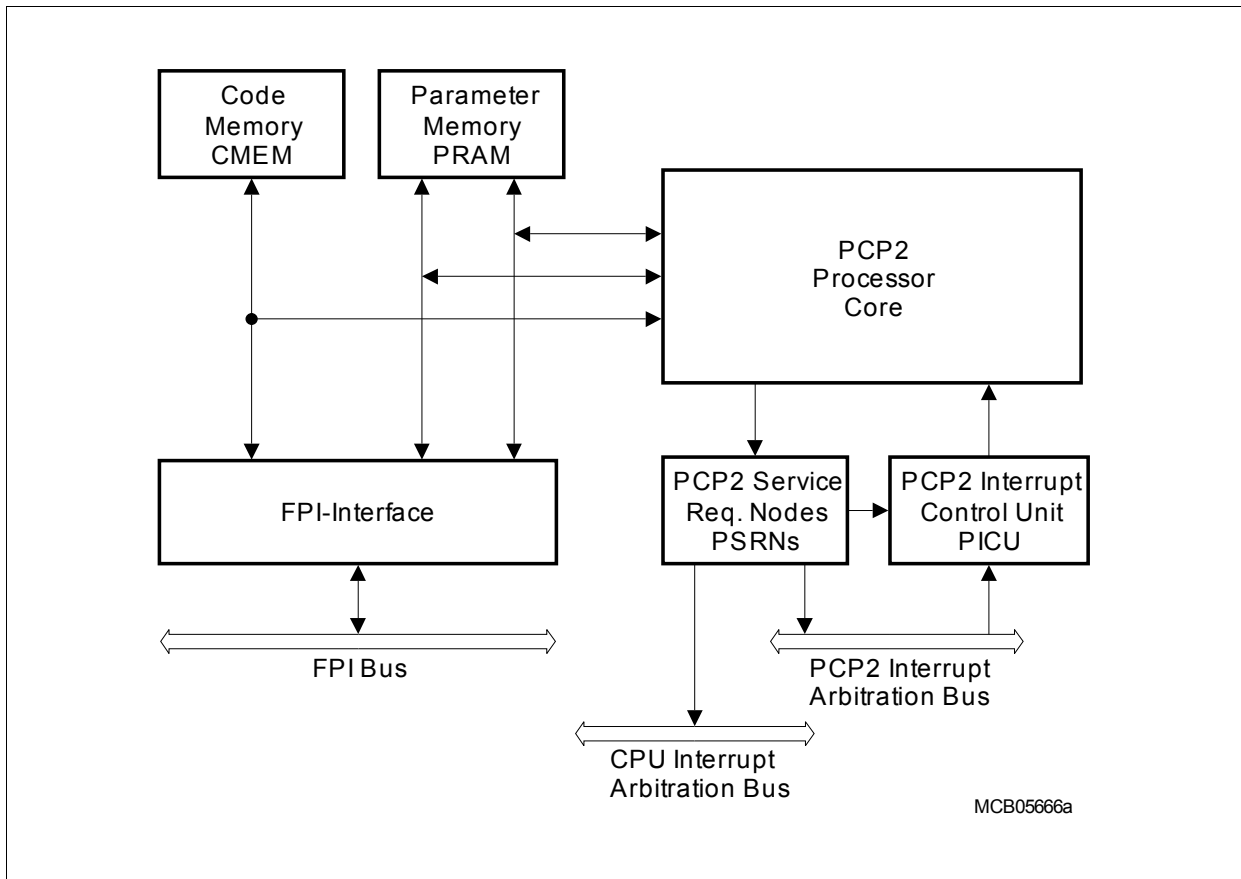 Code
Memory
CMEM
Parameter
Memory
PRAM
PCP2
Processor
Core
FPI-Interface
PCP2 Service
Req. Nodes
PSRNs
PCP2 Interrupt
Control Unit
PICU
FPI Bus
PCP2 Interrupt
Arbitration Bus
CPU Interrupt
Arbitration Bus
MCB05666a